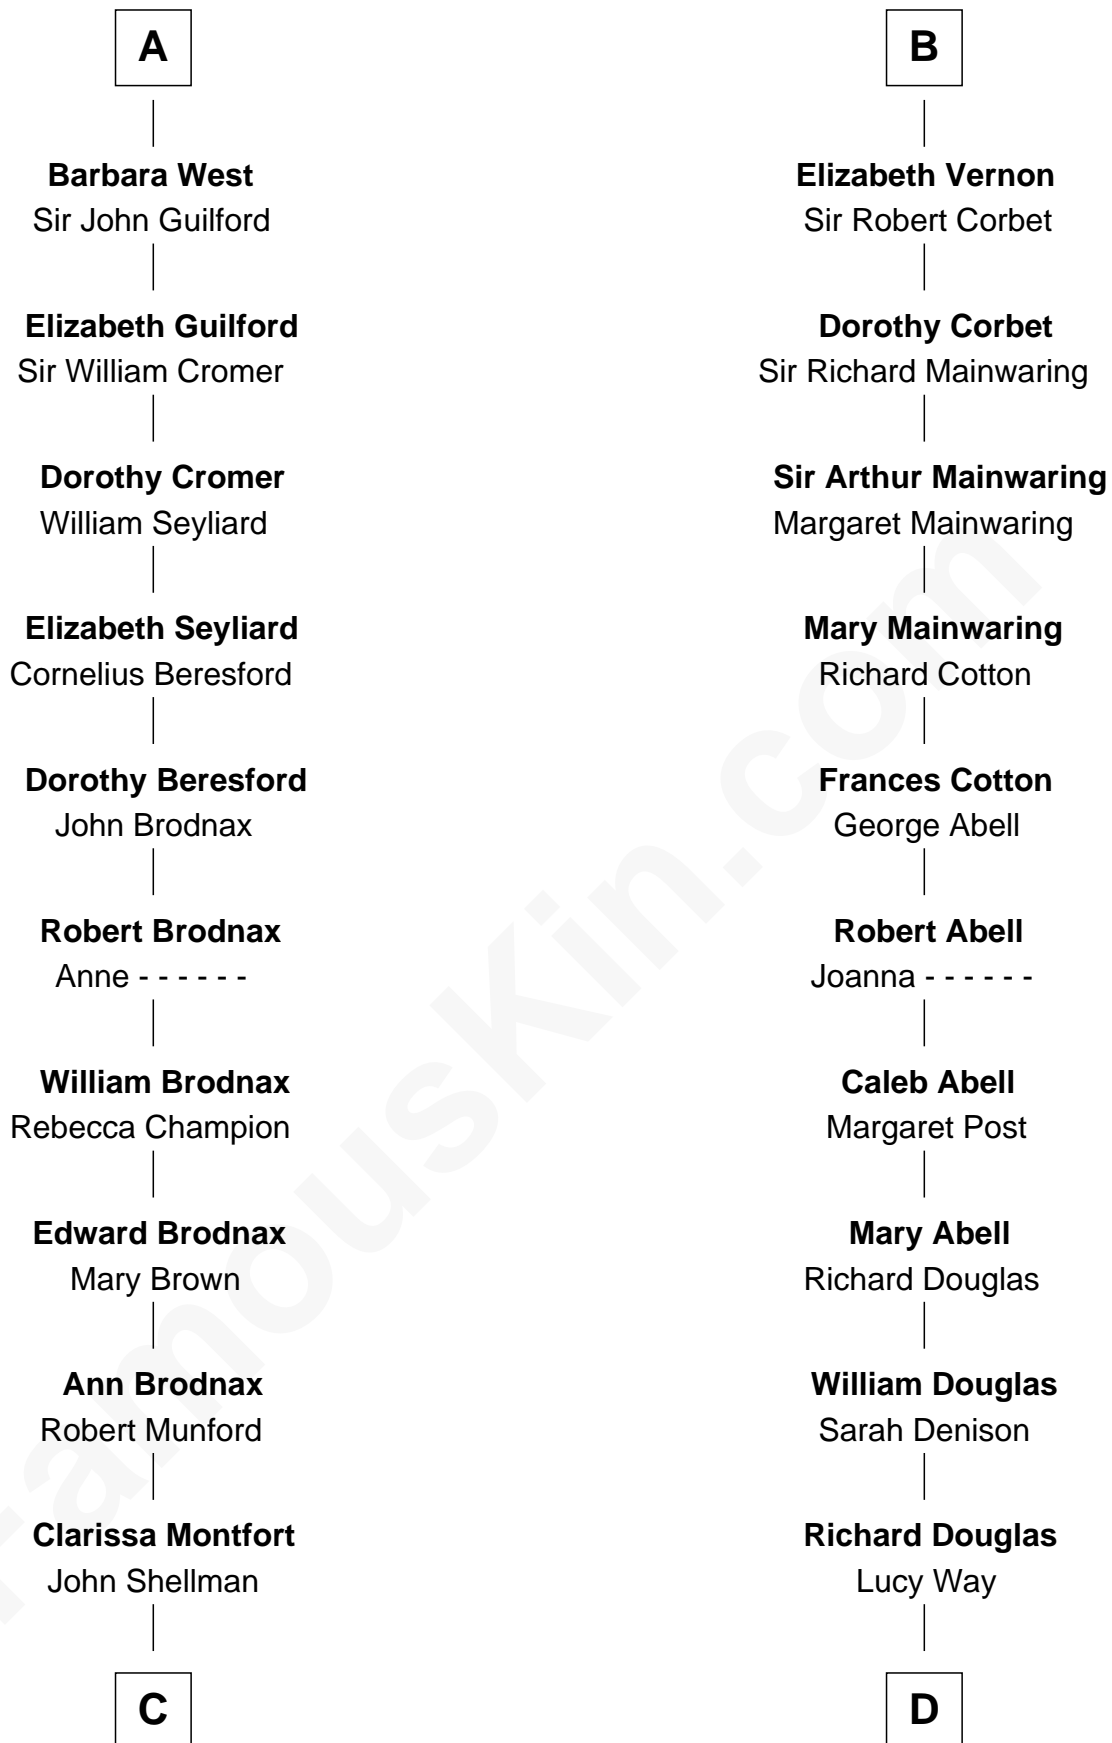 A
Barbara West
Sir John Guilford
Elizabeth Guilford
Sir William Cromer
Dorothy Cromer
William Seyliard
Elizabeth Seyliard
Cornelius Beresford
Dorothy Beresford
John Brodnax
Robert Brodnax
Anne - - - - - -
William Brodnax
Rebecca Champion
Edward Brodnax
Mary Brown
Ann Brodnax
Robert Munford
Clarissa Montfort
John Shellman
C
B
Elizabeth Vernon
Sir Robert Corbet
Dorothy Corbet
Sir Richard Mainwaring
Sir Arthur Mainwaring
Margaret Mainwaring
Mary Mainwaring
Richard Cotton
Frances Cotton
George Abell
Robert Abell
Joanna - - - - - -
Caleb Abell
Margaret Post
Mary Abell
Richard Douglas
William Douglas
Sarah Denison
Richard Douglas
Lucy Way
D
FamousKin.com